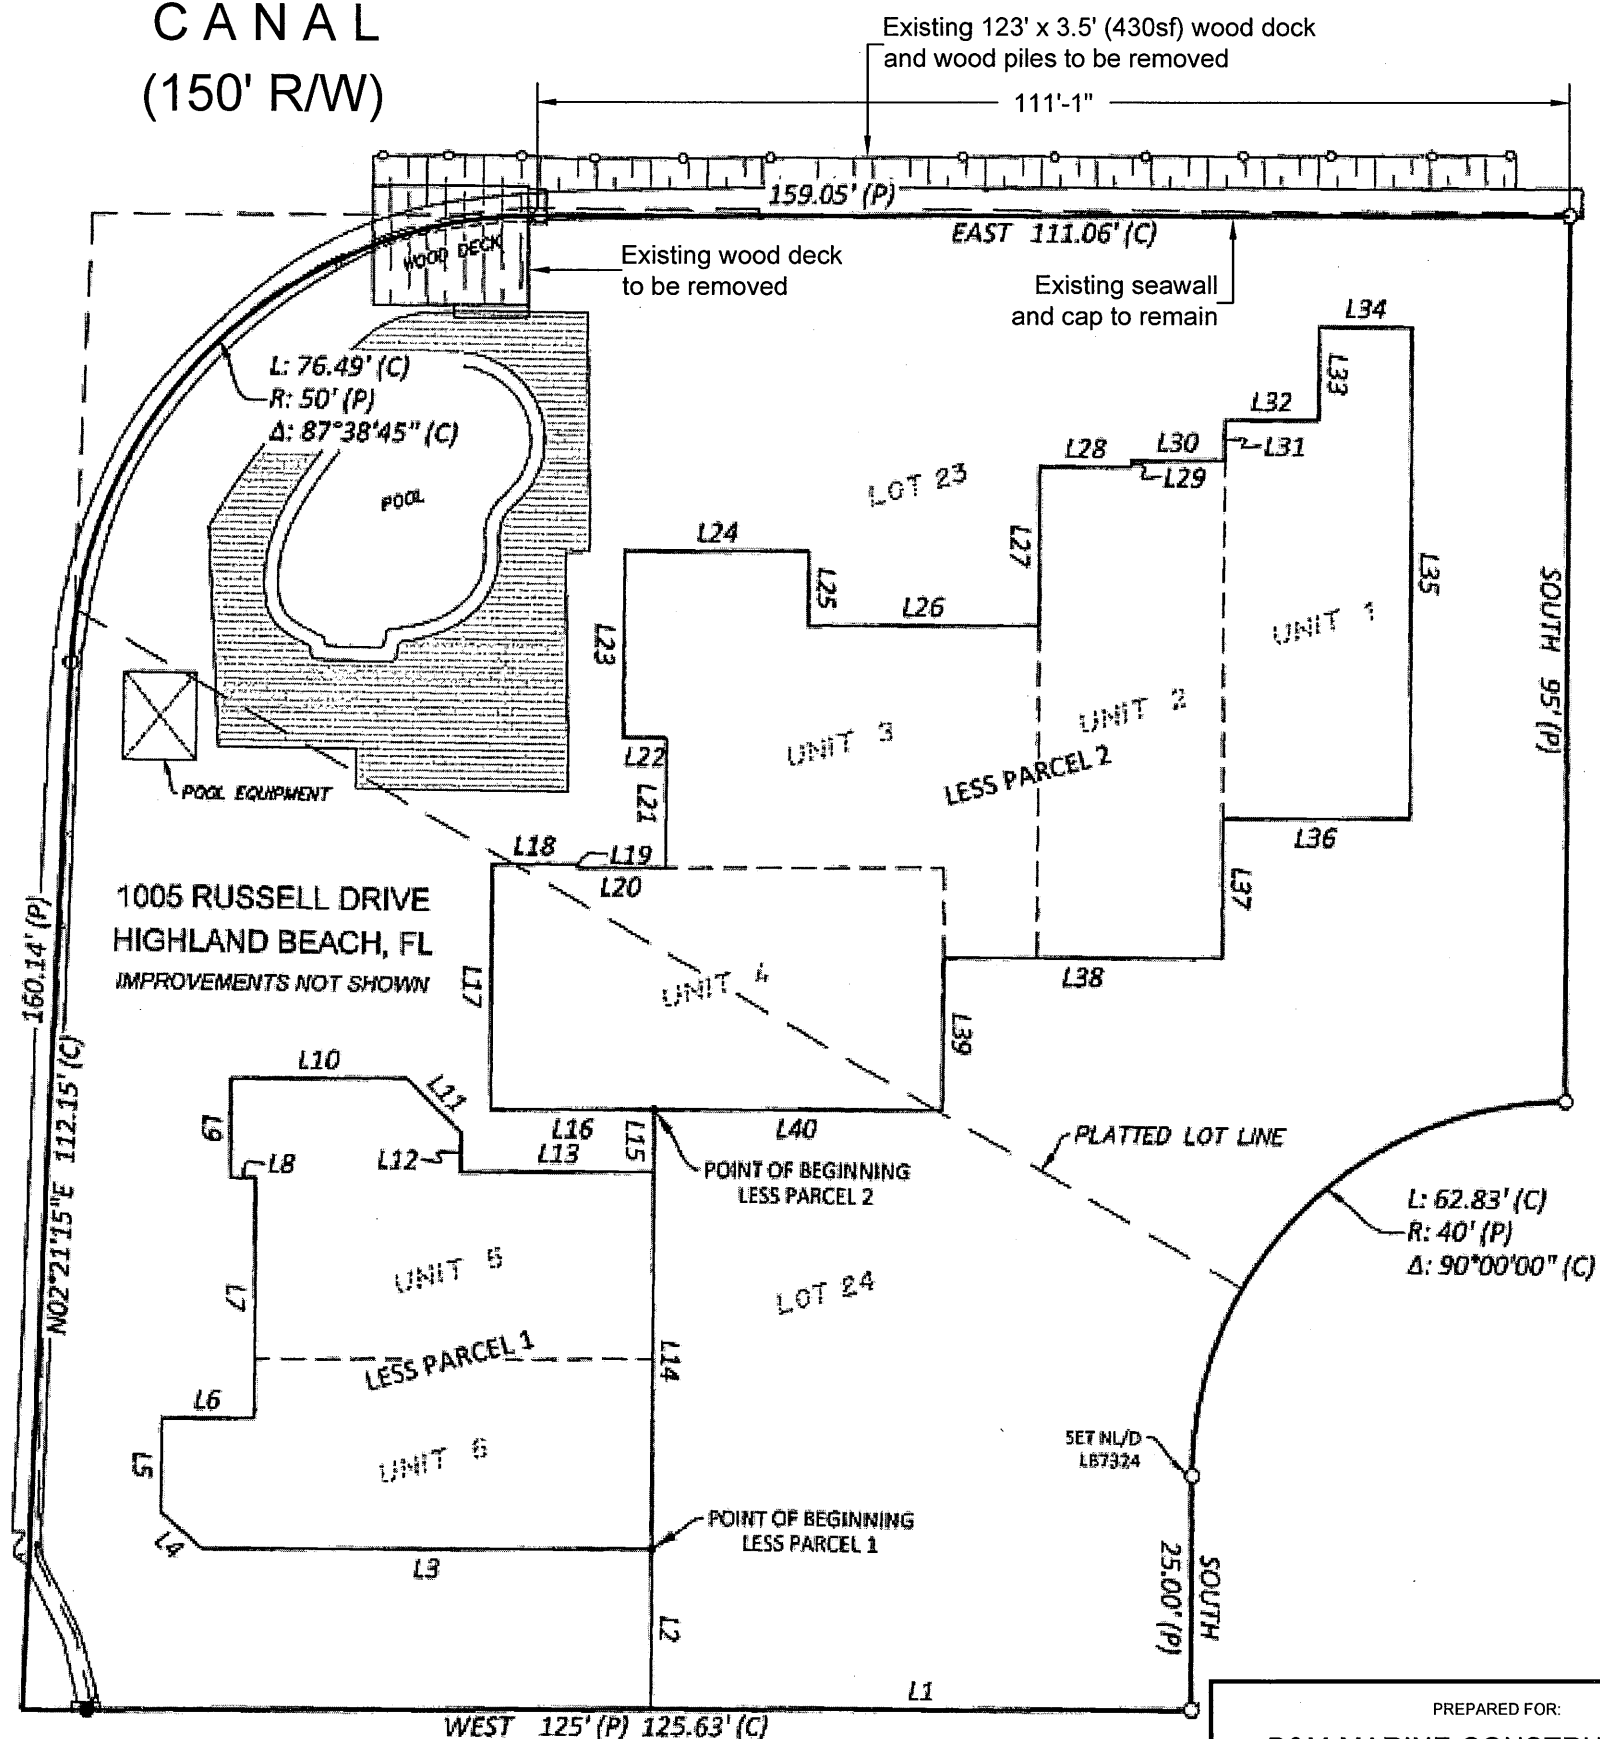 CANAL
(150' R/W)
Existing 123' x 3.5' (430sf) wood dock
and wood piles to be removed
111'-1"
159.05' (P)
EAST 111.06' (C)
WOOD DECK
Existing wood deck
to be removed
Existing seawall
and cap to remain
L: 76.49' (C)
R: 50' (P)
Δ: 87°38'45" (C)
POOL
L34
L33
L32
L31
L30
L28
L29
LOT 23
L24
L25
L26
L27
L35
SOUTH 95' (P)
UNIT 1
UNIT 2
UNIT 3
L23
L22
L21
LESS PARCEL 2
POOL EQUIPMENT
L36
L37
L18
L19
L20
1005 RUSSELL DRIVE
HIGHLAND BEACH, FL
IMPROVEMENTS NOT SHOWN
160.14' (P)
N02°21'15"E 112.15' (C)
L17
UNIT 4
L38
L39
L10
L11
L9
L8
L12
L16
L13
L15
L40
POINT OF BEGINNING
LESS PARCEL 2
PLATTED LOT LINE
L: 62.83' (C)
R: 40' (P)
Δ: 90°00'00" (C)
UNIT 5
LOT 24
L7
LESS PARCEL 1
L14
L6
L5
UNIT 6
SET NL/D
LB7324
L4
L3
POINT OF BEGINNING
LESS PARCEL 1
L2
SOUTH
25.00' (P)
L1
WEST 125' (P) 125.63' (C)
PREPARED FOR: